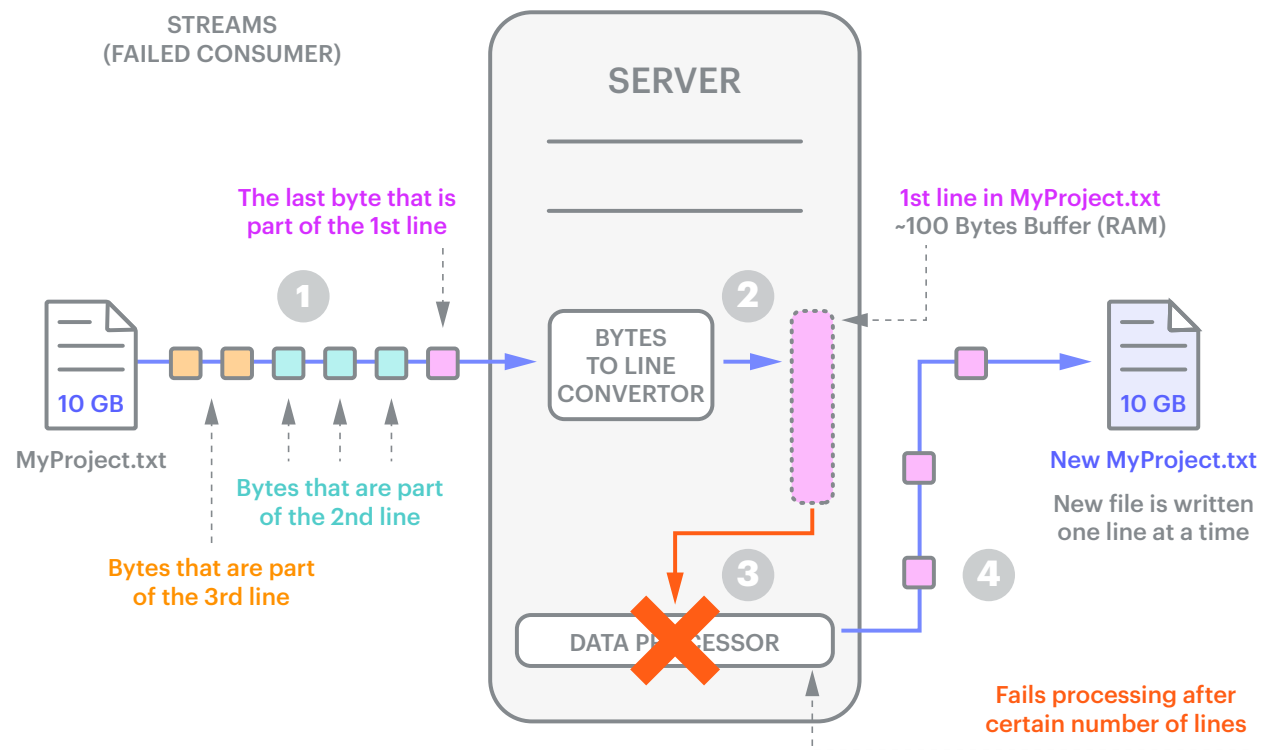 STREAMS
(FAILED CONSUMER)
SERVER
The last byte that is
part of the 1st line
1st line in MyProject.txt
~100 Bytes Buffer (RAM)
1
2
BYTES
TO LINE
CONVERTOR
10 GB
MyProject.txt
10 GB
New MyProject.txt
New file is written
one line at a time
Bytes that are part
of the 2nd line
Bytes that are part
of the 3rd line
3
4
DATA
Fails processing after
certain number of lines